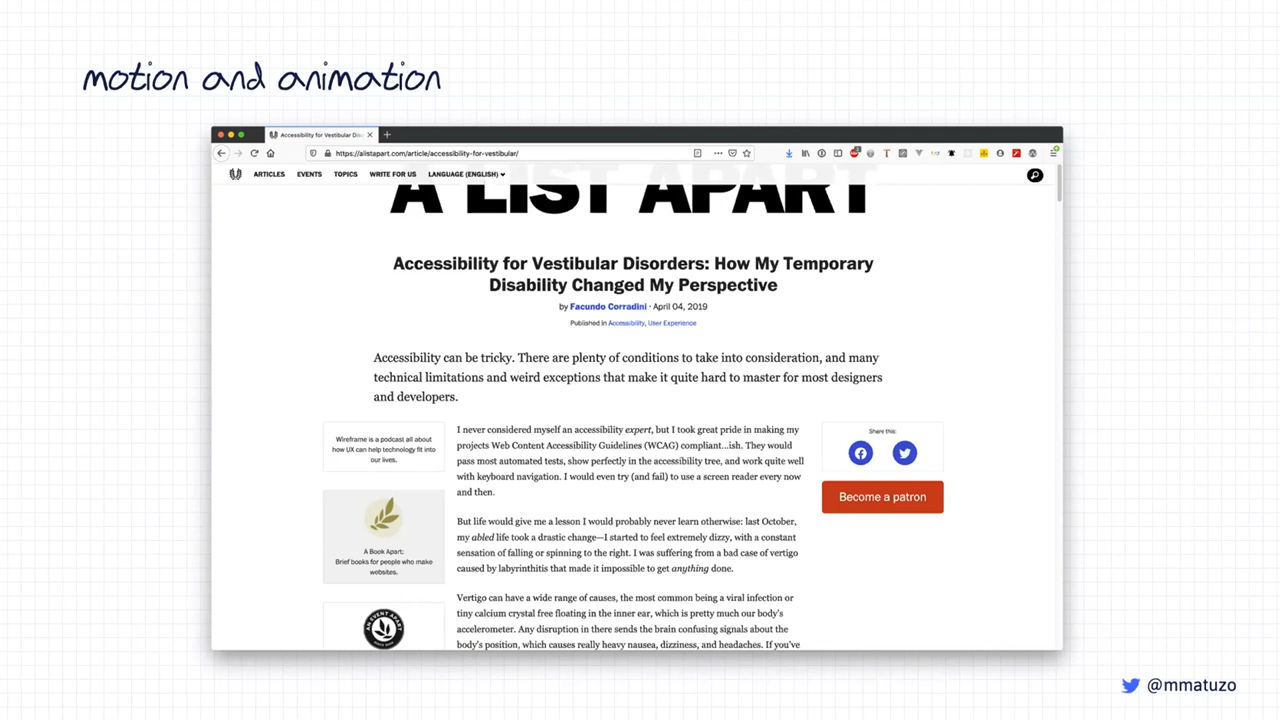 motion and animation
Accessibility for Vestibular Dis
https://alistapart.com/article/accessibility-for-vestibular/
ARTICLES EVENTS TOPICS WRITE FOR US LANGUAGE (ENGLISH)
A LIST APART
Accessibility for Vestibular Disorders: How My Temporary
Disability Changed My Perspective
by Facundo Corradini · April 04, 2019
Published in Accessibility, User Experience
Accessibility can be tricky. There are plenty of conditions to take into consideration, and many
technical limitations and weird exceptions that make it quite hard to master for most designers
and developers.
Wireframe is a podcast all about
how UX can help technology fit into
our lives.
A Book Apart:
Brief books for people who make
websites.
AN EVENT APART
I never considered myself an accessibility expert, but I took great pride in making my
projects Web Content Accessibility Guidelines (WCAG) compliant…ish. They would
pass most automated tests, show perfectly in the accessibility tree, and work quite well
with keyboard navigation. I would even try (and fail) to use a screen reader every now
and then.
But life would give me a lesson I would probably never learn otherwise: last October,
my abled life took a drastic change—I started to feel extremely dizzy, with a constant
sensation of falling or spinning to the right. I was suffering from a bad case of vertigo
caused by labyrinthitis that made it impossible to get anything done.
Vertigo can have a wide range of causes, the most common being a viral infection or
tiny calcium crystal free floating in the inner ear, which is pretty much our body's
accelerometer. Any disruption in there sends the brain confusing signals about the
body's position, which causes really heavy nausea, dizziness, and headaches. If you've
Share this:
Become a patron
@mmatuzo